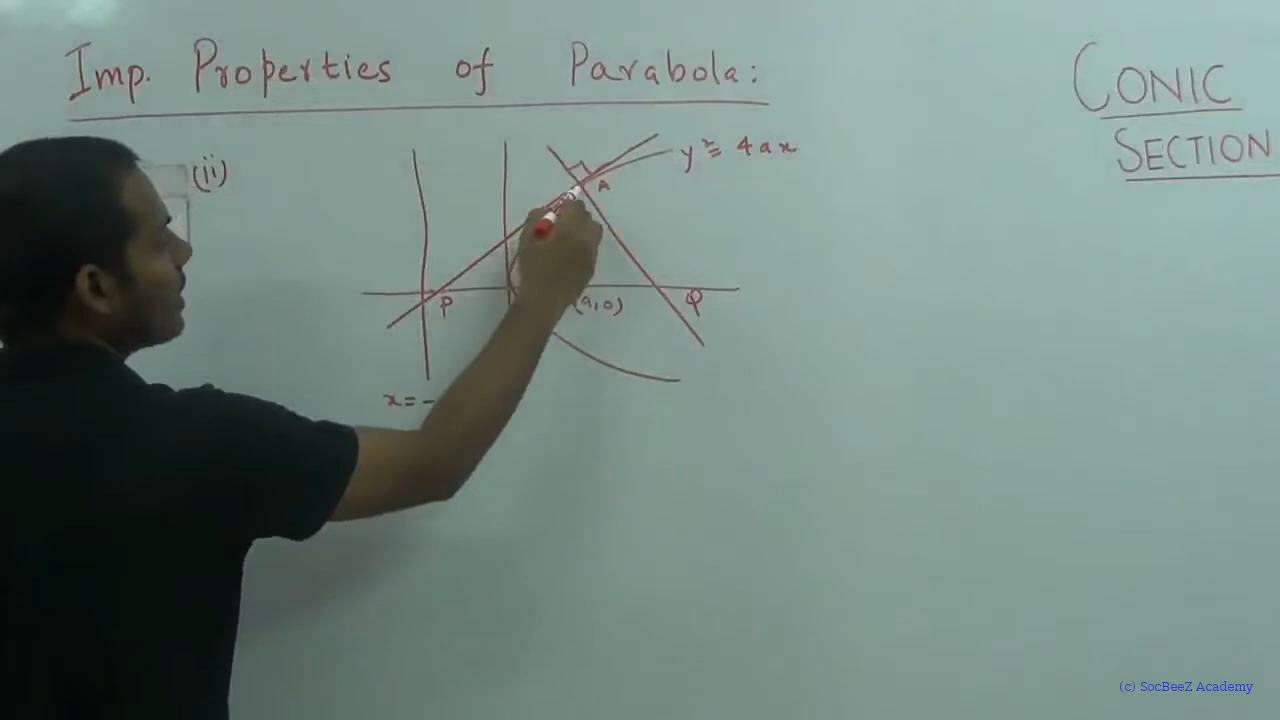 Imp. Properties of Parabola:
CONIC
SECTION
(ii)
y² = 4ax
A
P
(a,0)
Q
x = -
(c) SocBeeZ Academy